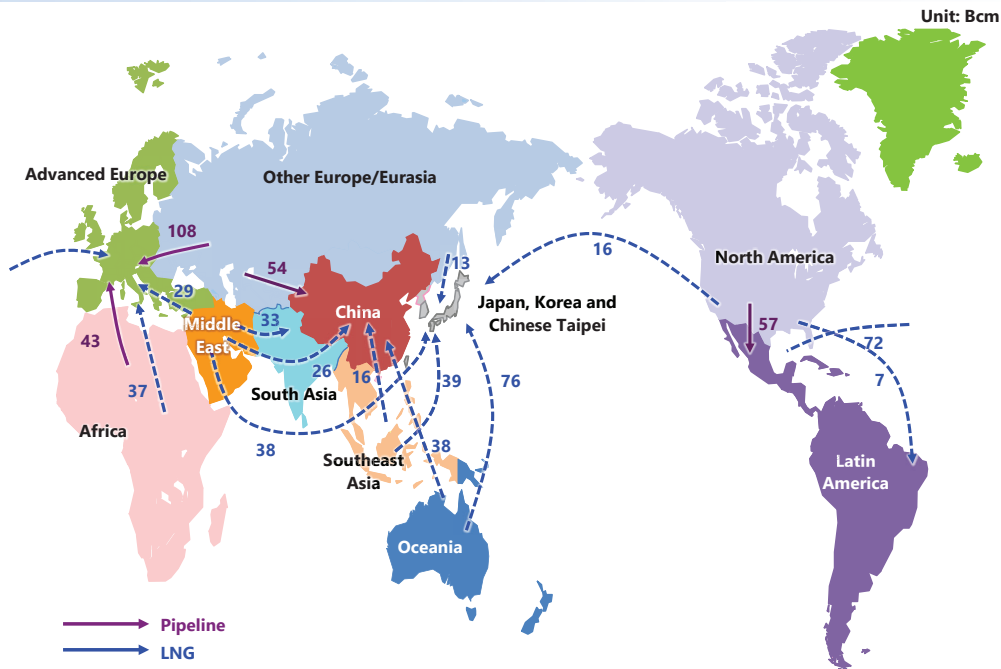 Unit: Bcm
Advanced Europe
Other Europe/Eurasia
108
54
13
16
North America
29
33
China
Japan, Korea and
Chinese Taipei
Middle
East
57
43
72
26
16
39
76
7
37
South Asia
Africa
38
38
Southeast
Asia
Latin
America
Oceania
Pipeline
LNG